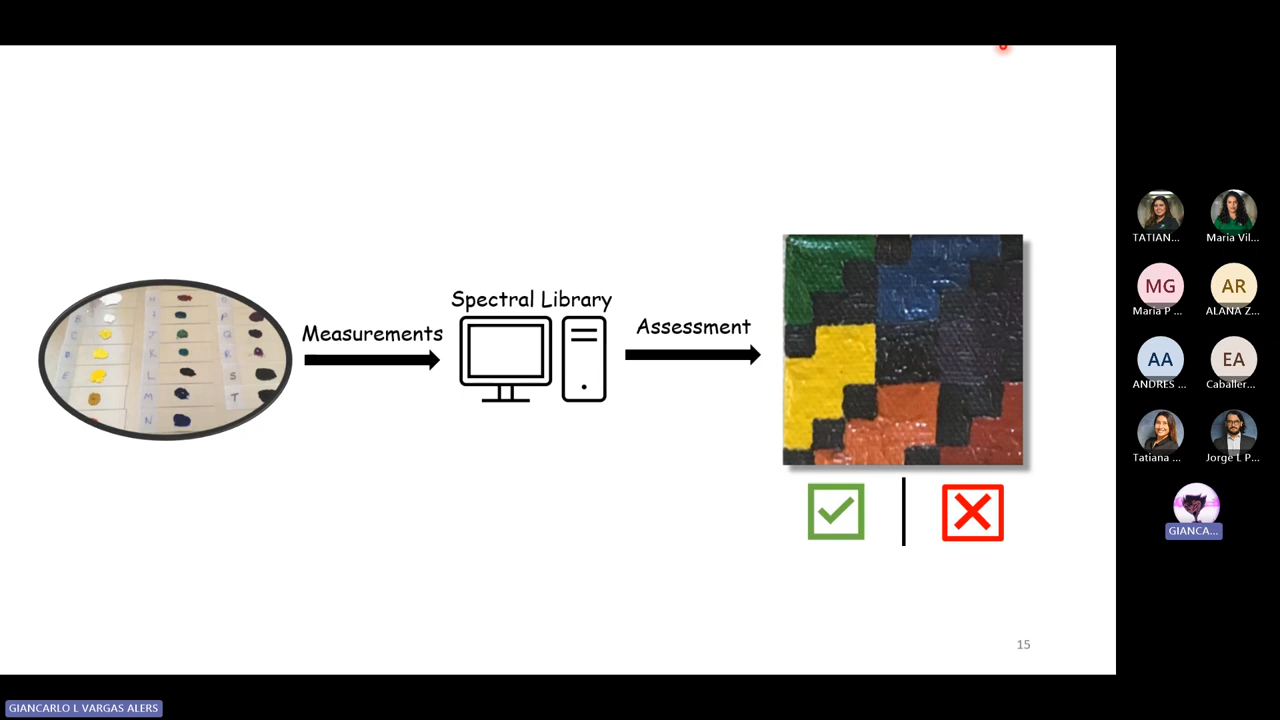 Spectral Library
Measurements
Assessment
B
C
D
E
H
J
K
L
M
N
P
Q
R
S
T
15
TATIAN...
Maria Vil...
MG
Maria P ...
AR
ALANA Z...
AA
ANDRES ...
EA
Caballer...
Tatiana ...
Jorge L P...
GIANCA...
GIANCARLO L VARGAS ALERS